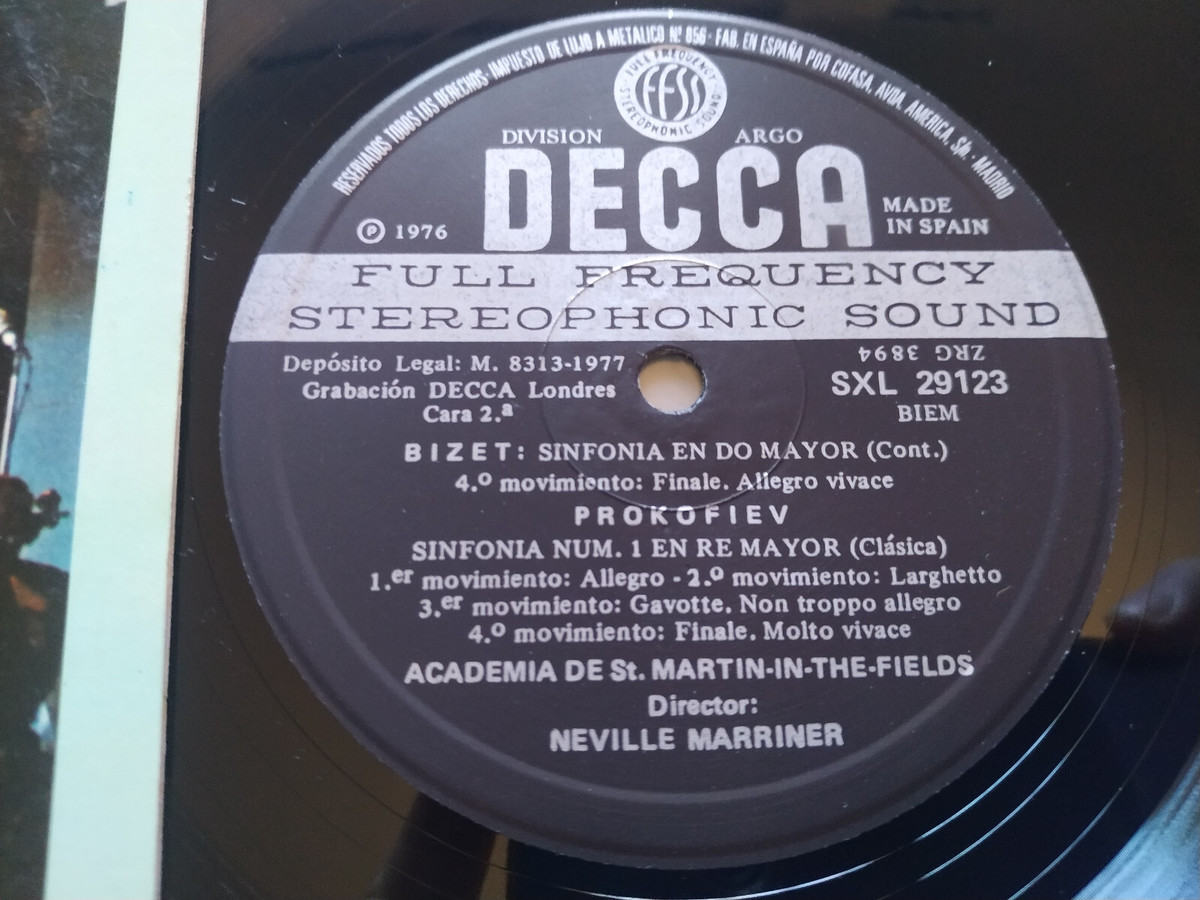 RESERVADOS TODOS LOS DERECHOS · IMPUESTO DE LUJO A METALICO Nº 856 · FAB. EN ESPAÑA POR COFASA. AVDA. AMERICA, S/n. · MADRID
FULL FREQUENCY
FFSS
STEREOPHONIC SOUND
DIVISION ARGO
DECCA
Ⓟ 1976
MADE
IN SPAIN
FULL FREQUENCY
STEREOPHONIC SOUND
Depósito Legal: M. 8313-1977
Grabación DECCA Londres
Cara 2.ª
ZRG 3894
SXL 29123
BIEM
BIZET: SINFONIA EN DO MAYOR (Cont.)
4.º movimiento: Finale. Allegro vivace
PROKOFIEV
SINFONIA NUM. 1 EN RE MAYOR (Clásica)
1.er movimiento: Allegro - 2.º movimiento: Larghetto
3.er movimiento: Gavotte. Non troppo allegro
4.º movimiento: Finale. Molto vivace
ACADEMIA DE St. MARTIN-IN-THE-FIELDS
Director:
NEVILLE MARRINER